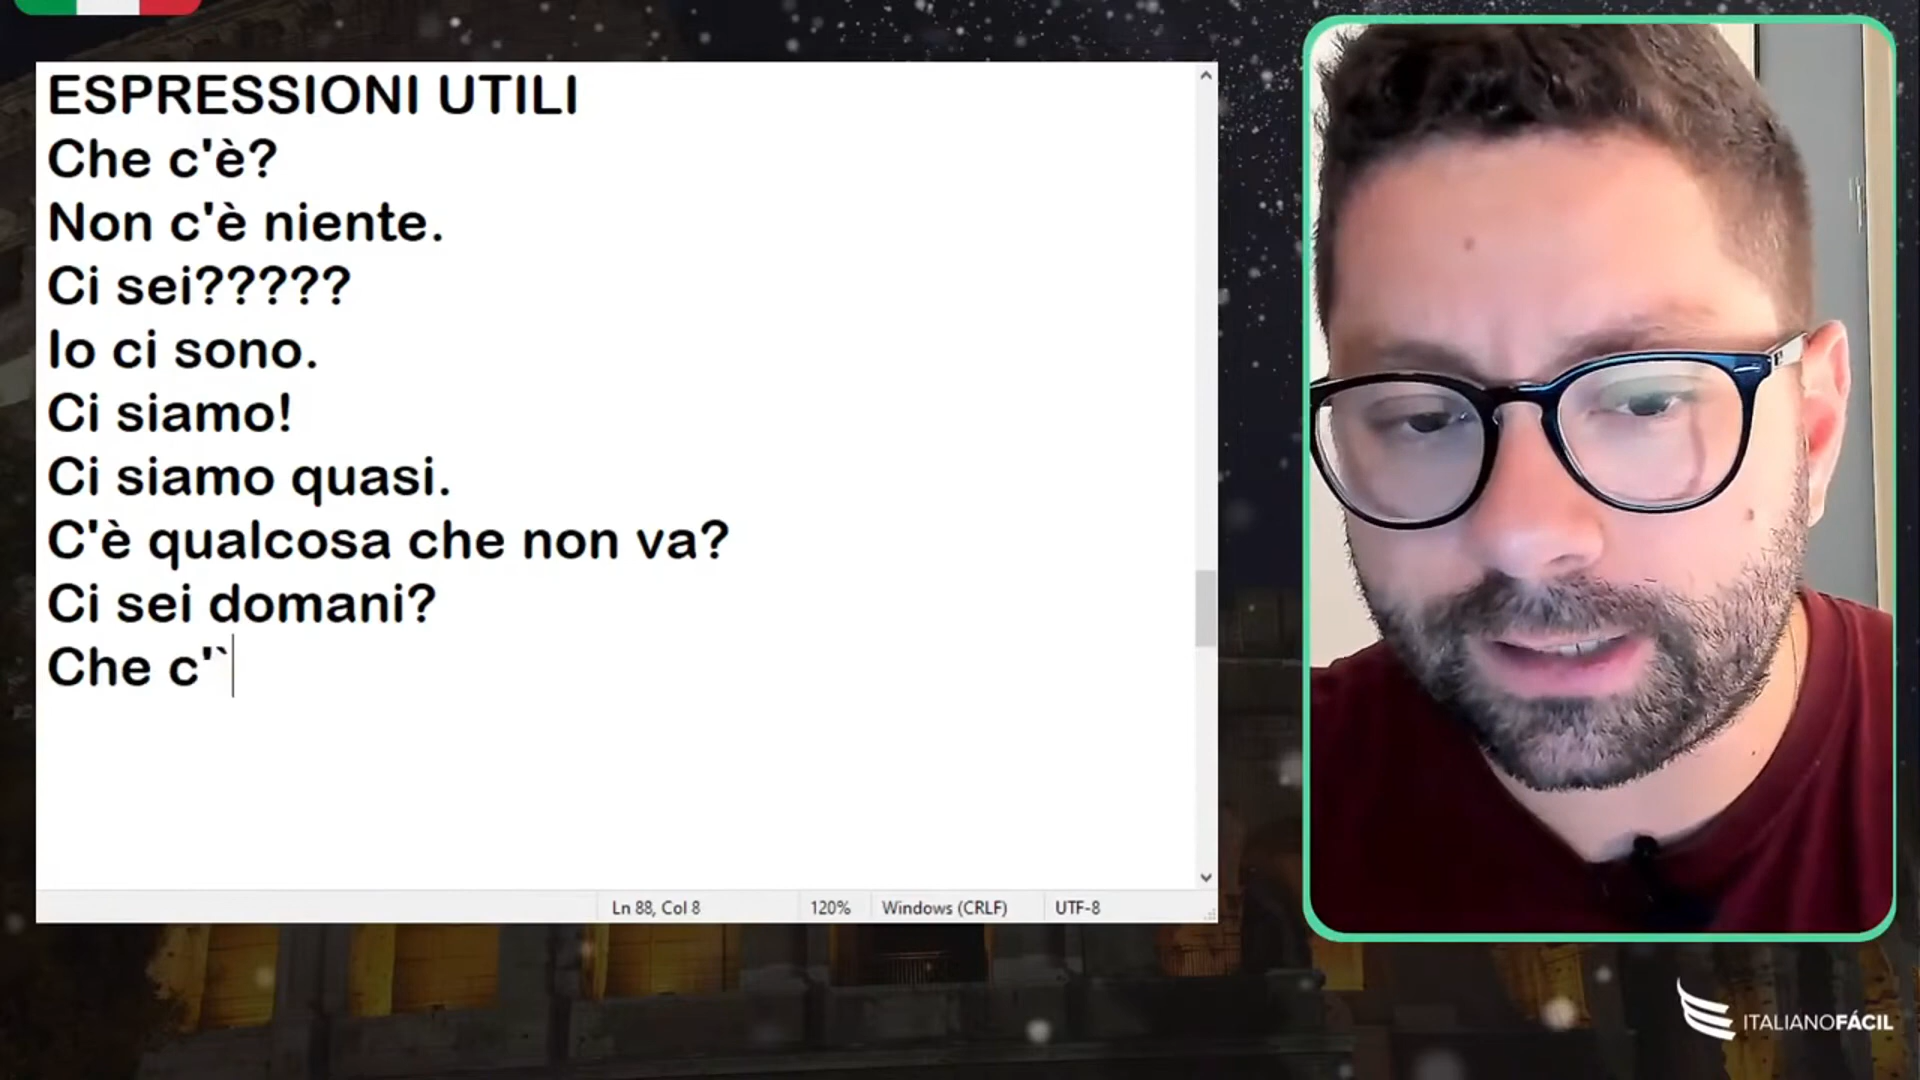 ESPRESSIONI UTILI
Che c'è?
Non c'è niente.
Ci sei?????
Io ci sono.
Ci siamo!
Ci siamo quasi.
C'è qualcosa che non va?
Ci sei domani?
Che c'`
Ln 88, Col 8 120% Windows (CRLF) UTF-8
ITALIANOFÁCIL